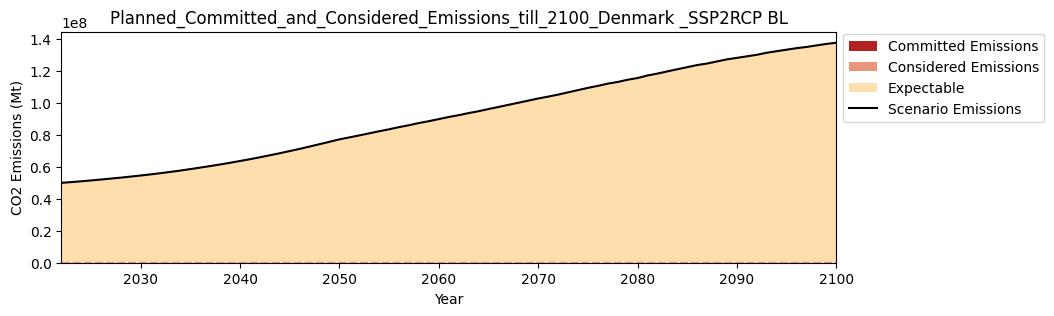 Planned_Committed_and_Considered_Emissions_till_2100_Denmark _SSP2RCP BL
1e8
1.4
1.2
1.0
0.8
0.6
0.4
0.2
0.0
CO2 Emissions (Mt)
2030 2040 2050 2060 2070 2080 2090 2100
Year
Committed Emissions
Considered Emissions
Expectable
Scenario Emissions